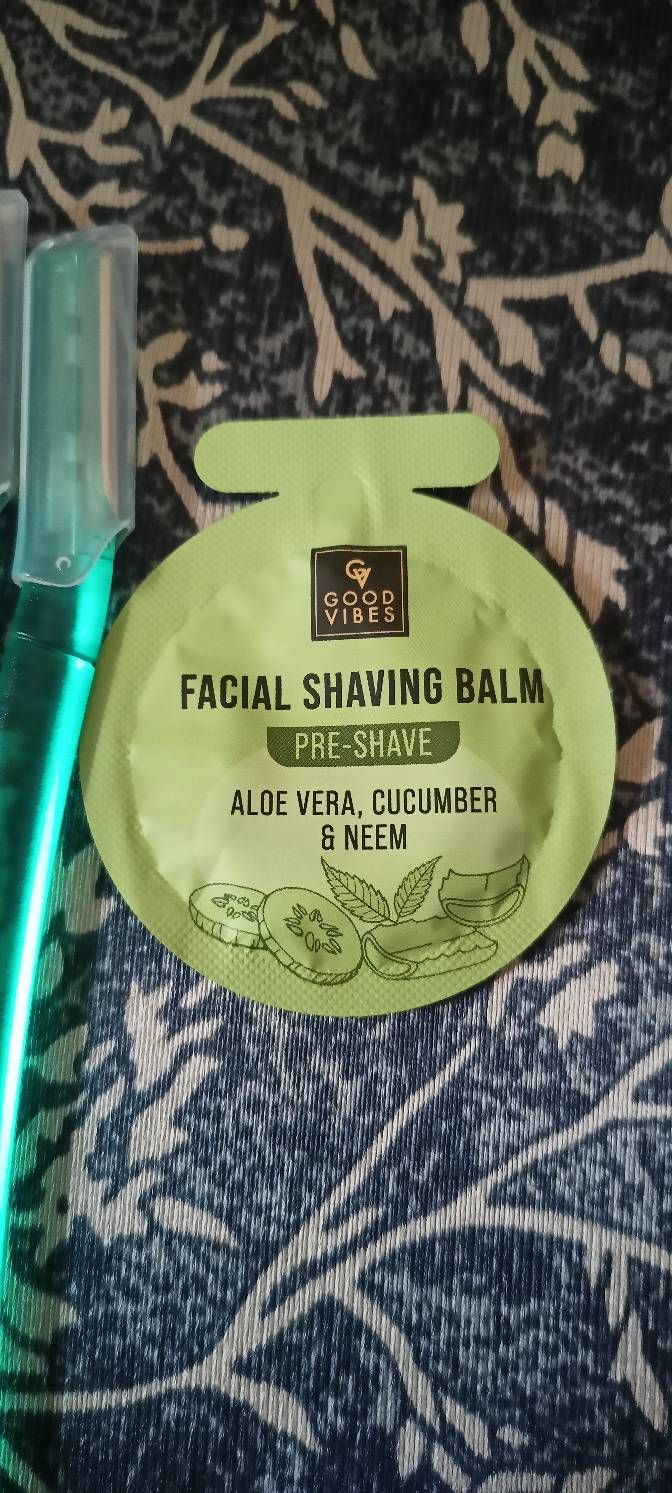 GV
GOOD
VIBES
FACIAL SHAVING BALM
PRE-SHAVE
ALOE VERA, CUCUMBER
& NEEM